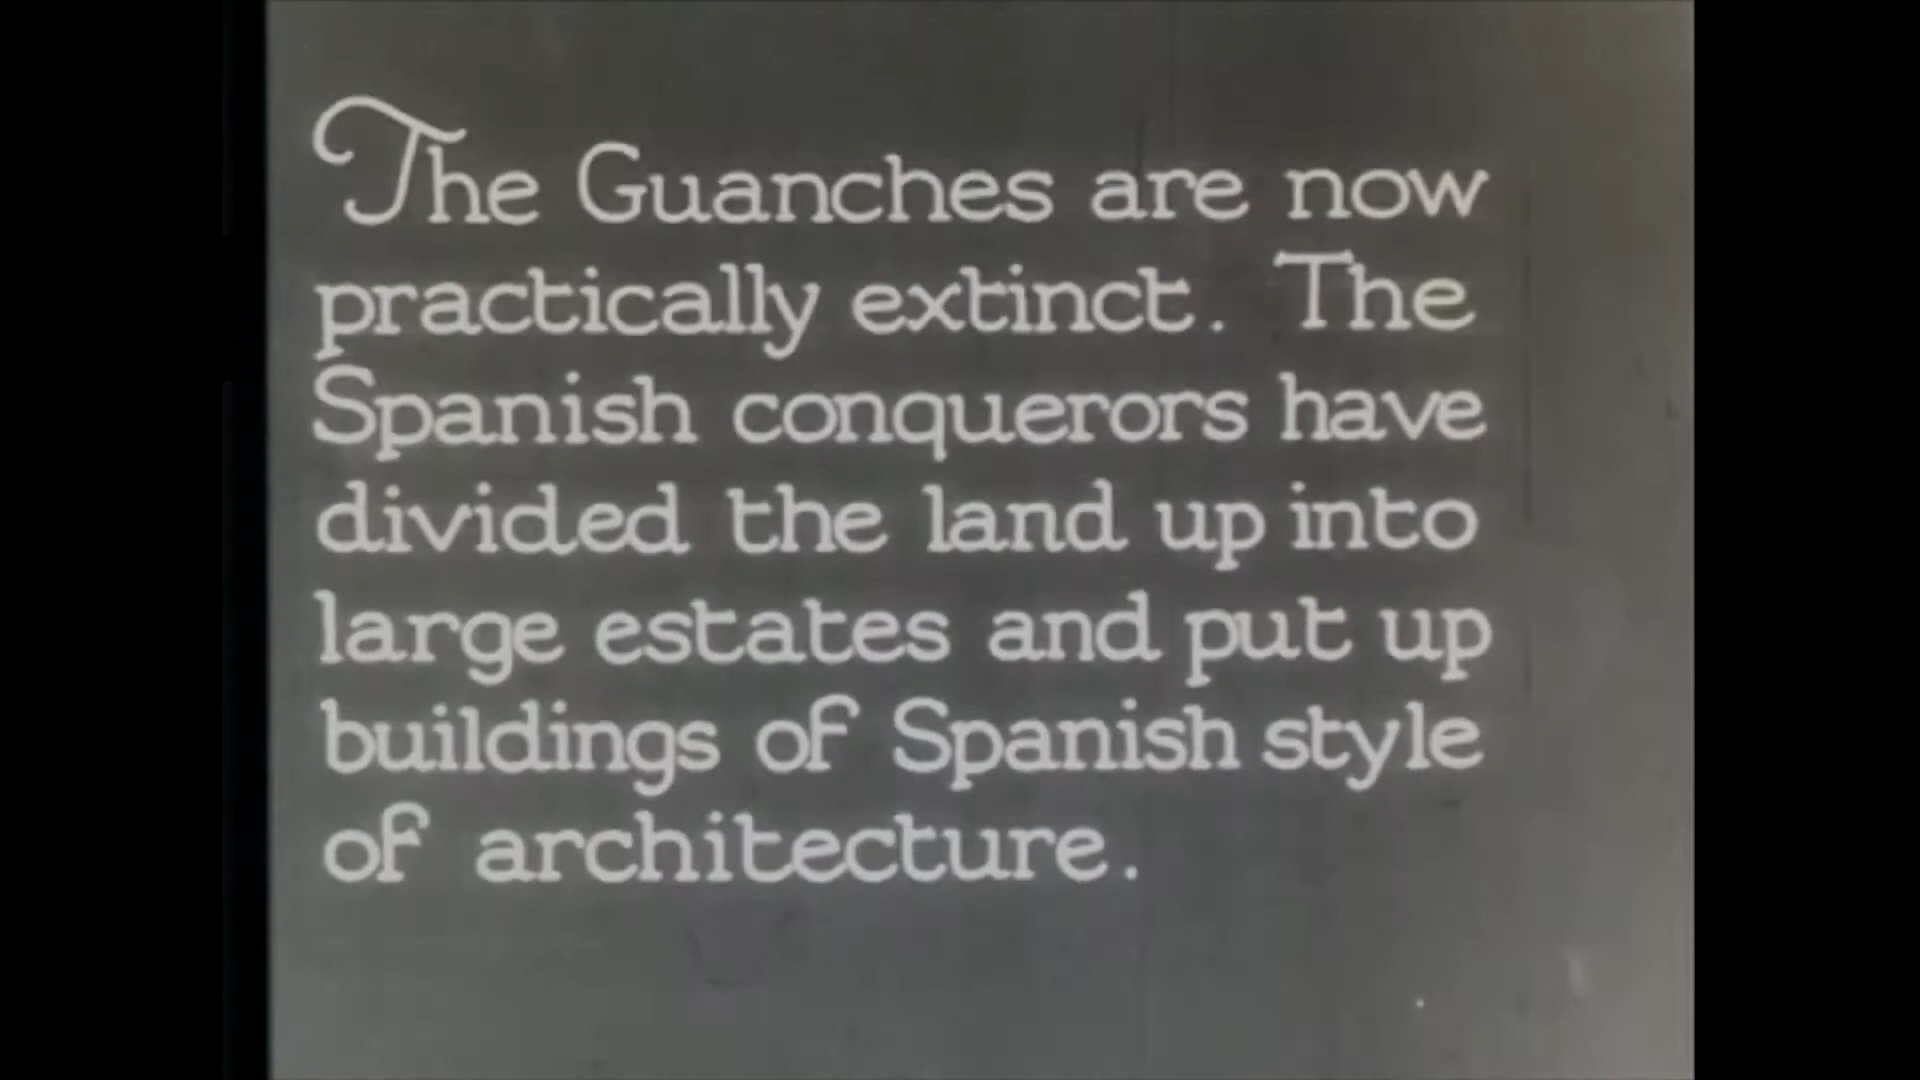 The Guanches are now
practically extinct. The
Spanish conquerors have
divided the land up into
large estates and put up
buildings of Spanish style
of architecture.